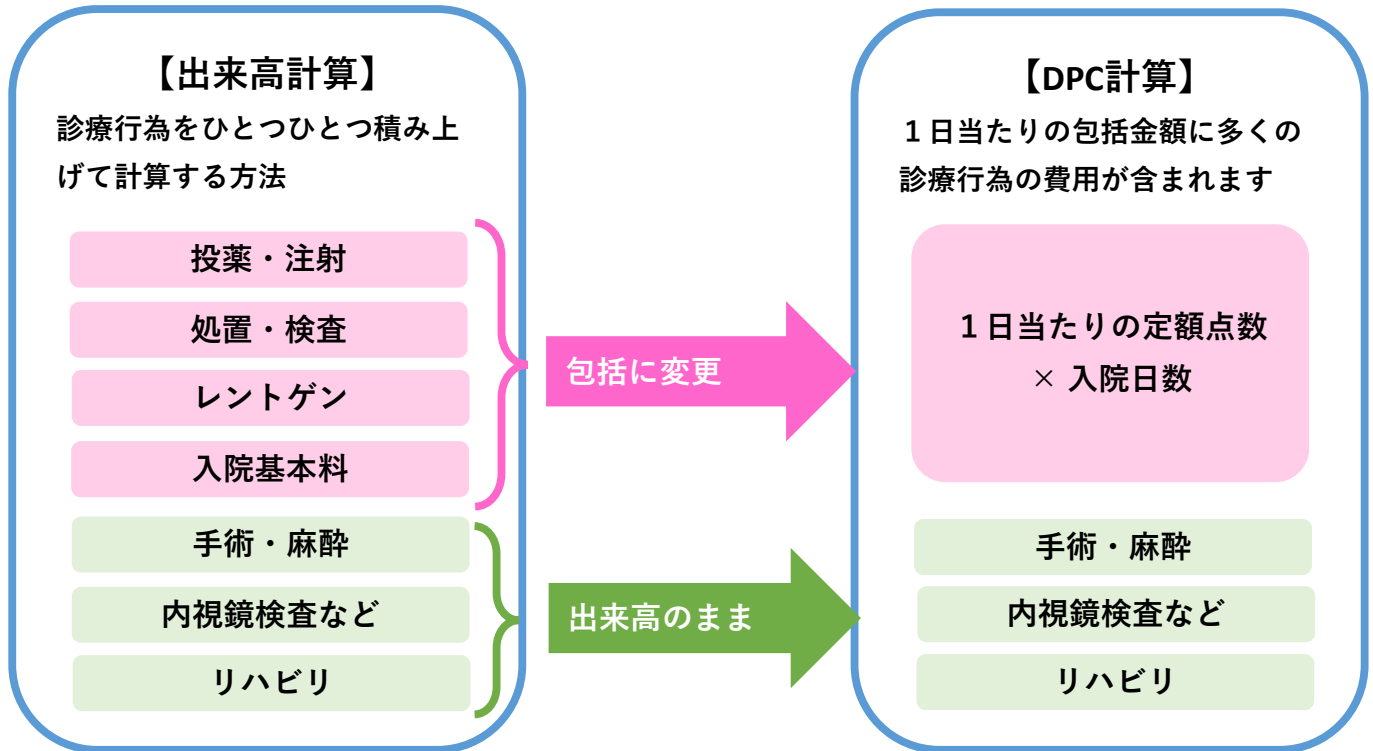 【出来高計算】
診療行為をひとつひとつ積み上
げて計算する方法
投薬・注射
処置・検査
レントゲン
入院基本料
手術・麻酔
内視鏡検査など
リハビリ
包括に変更
出来高のまま
【DPC計算】
１日当たりの包括金額に多くの
診療行為の費用が含まれます
１日当たりの定額点数
× 入院日数
手術・麻酔
内視鏡検査など
リハビリ